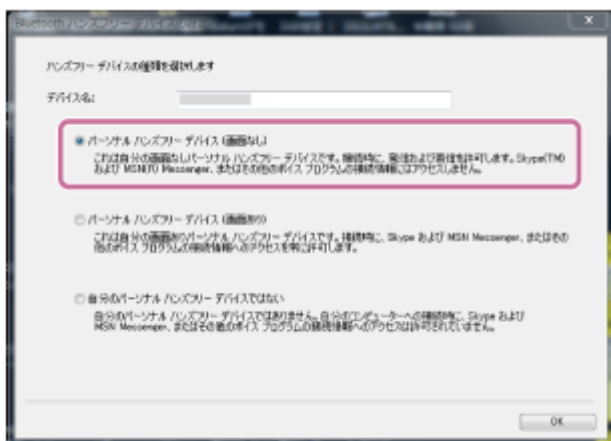 Bluetooth ハンズフリー デバイス
ハンズフリー デバイスの種類を選択します
デバイス名:
パーソナル ハンズフリー デバイス (画面なし)
これは自分の画面なしパーソナル ハンズフリー デバイスです。接続時に、発信および着信を許可します。Skype(TM)
および MSN(R) Messenger、またはその他のボイス プログラムの接続情報にはアクセスしません。
パーソナル ハンズフリー デバイス (画面あり)
これは自分の画面ありパーソナル ハンズフリー デバイスです。接続時に、Skype および MSN Messenger、またはその
他のボイス プログラムの接続情報へのアクセスを常に許可します。
自分のパーソナル ハンズフリー デバイスではない
自分のパーソナル ハンズフリー デバイスではありません。自分のコンピューターへの接続時に、Skype および
MSN Messenger、またはその他のボイス プログラムの接続情報へのアクセスは許可されていません。
OK